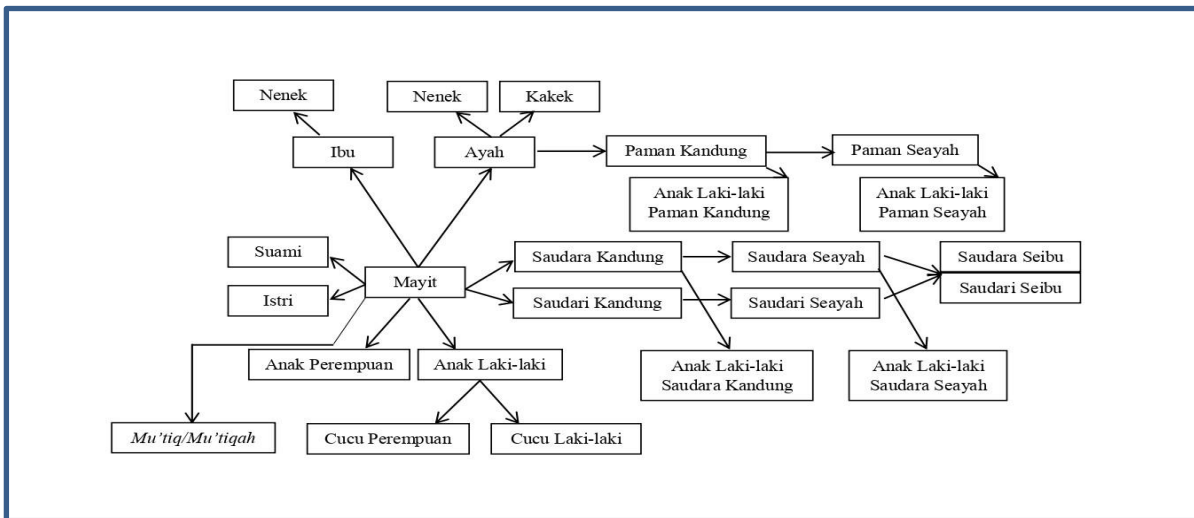 Nenek
Nenek
Kakek
Ibu
Ayah
Paman Kandung
Paman Seayah
Anak Laki-laki
Paman Kandung
Anak Laki-laki
Paman Seayah
Suami
Mayit
Saudara Kandung
Saudara Seayah
Saudara Seibu
Istri
Saudari Kandung
Saudari Seayah
Saudari Seibu
Anak Perempuan
Anak Laki-laki
Anak Laki-laki
Saudara Kandung
Anak Laki-laki
Saudara Seayah
Mu'tiq/Mu'tiqah
Cucu Perempuan
Cucu Laki-laki